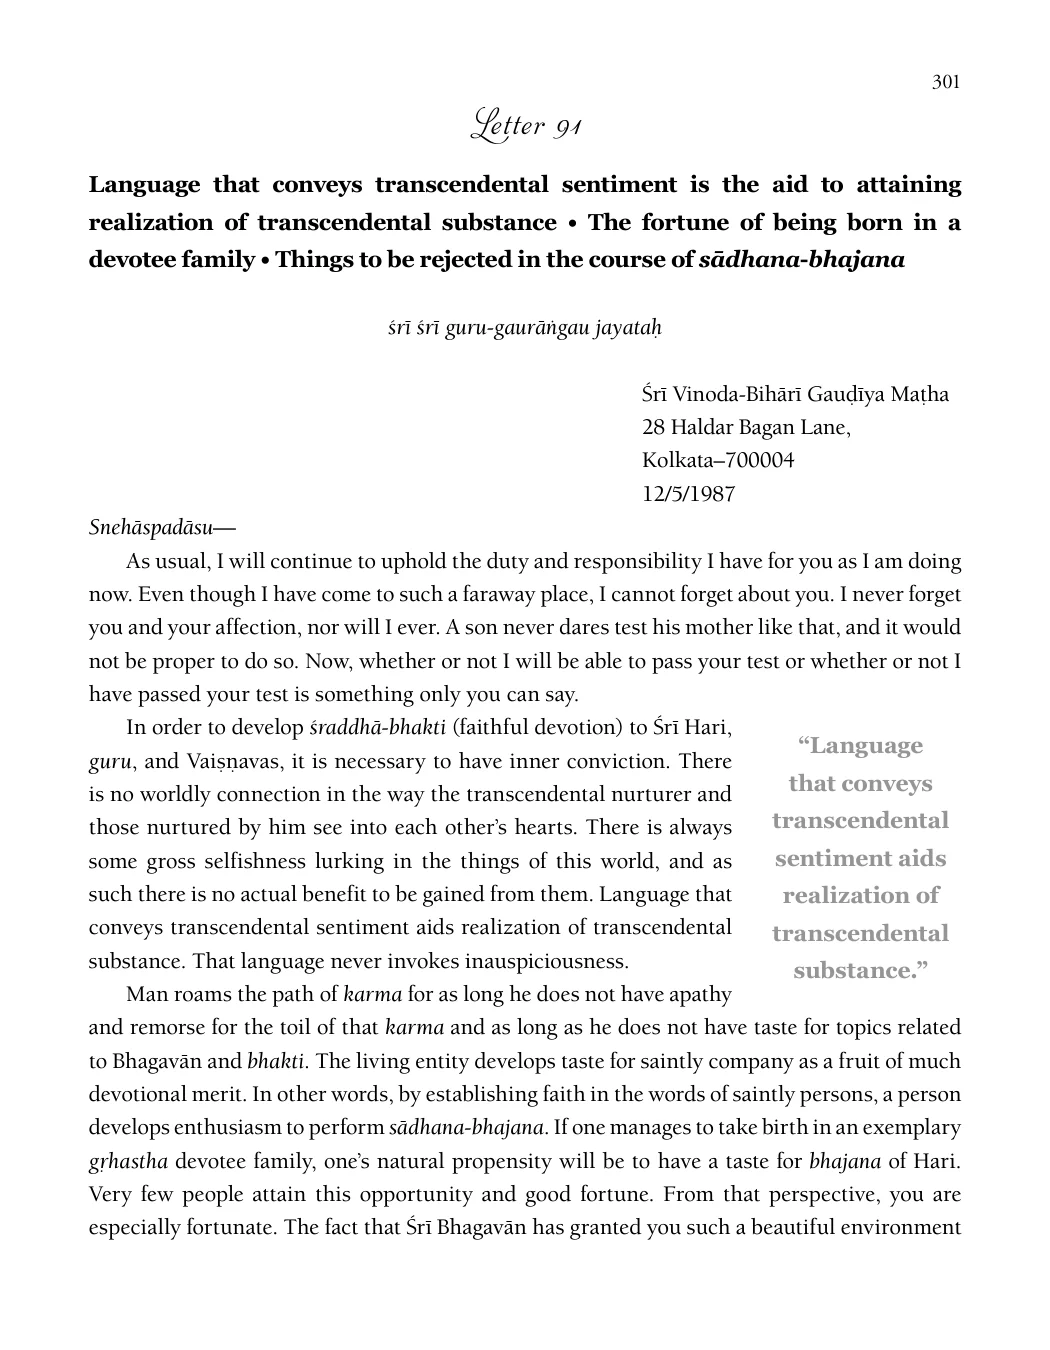 301
Letter 91
Language that conveys transcendental sentiment is the aid to attaining
realization of transcendental substance • The fortune of being born in a
devotee family • Things to be rejected in the course of sādhana-bhajana
śrī śrī guru-gaurāṅgau jayataḥ
Śrī Vinoda-Bihārī Gauḍīya Maṭha
28 Haldar Bagan Lane,
Kolkata–700004
12/5/1987
Snehāspadāsu—
As usual, I will continue to uphold the duty and responsibility I have for you as I am doing
now. Even though I have come to such a faraway place, I cannot forget about you. I never forget
you and your affection, nor will I ever. A son never dares test his mother like that, and it would
not be proper to do so. Now, whether or not I will be able to pass your test or whether or not I
have passed your test is something only you can say.
In order to develop śraddhā-bhakti (faithful devotion) to Śrī Hari,
guru, and Vaiṣṇavas, it is necessary to have inner conviction. There
is no worldly connection in the way the transcendental nurturer and
those nurtured by him see into each other’s hearts. There is always
some gross selfishness lurking in the things of this world, and as
such there is no actual benefit to be gained from them. Language that
conveys transcendental sentiment aids realization of transcendental
substance. That language never invokes inauspiciousness.
“Language
that conveys
transcendental
sentiment aids
realization of
transcendental
substance.”
Man roams the path of karma for as long he does not have apathy
and remorse for the toil of that karma and as long as he does not have taste for topics related
to Bhagavān and bhakti. The living entity develops taste for saintly company as a fruit of much
devotional merit. In other words, by establishing faith in the words of saintly persons, a person
develops enthusiasm to perform sādhana-bhajana. If one manages to take birth in an exemplary
gṛhastha devotee family, one’s natural propensity will be to have a taste for bhajana of Hari.
Very few people attain this opportunity and good fortune. From that perspective, you are
especially fortunate. The fact that Śrī Bhagavān has granted you such a beautiful environment